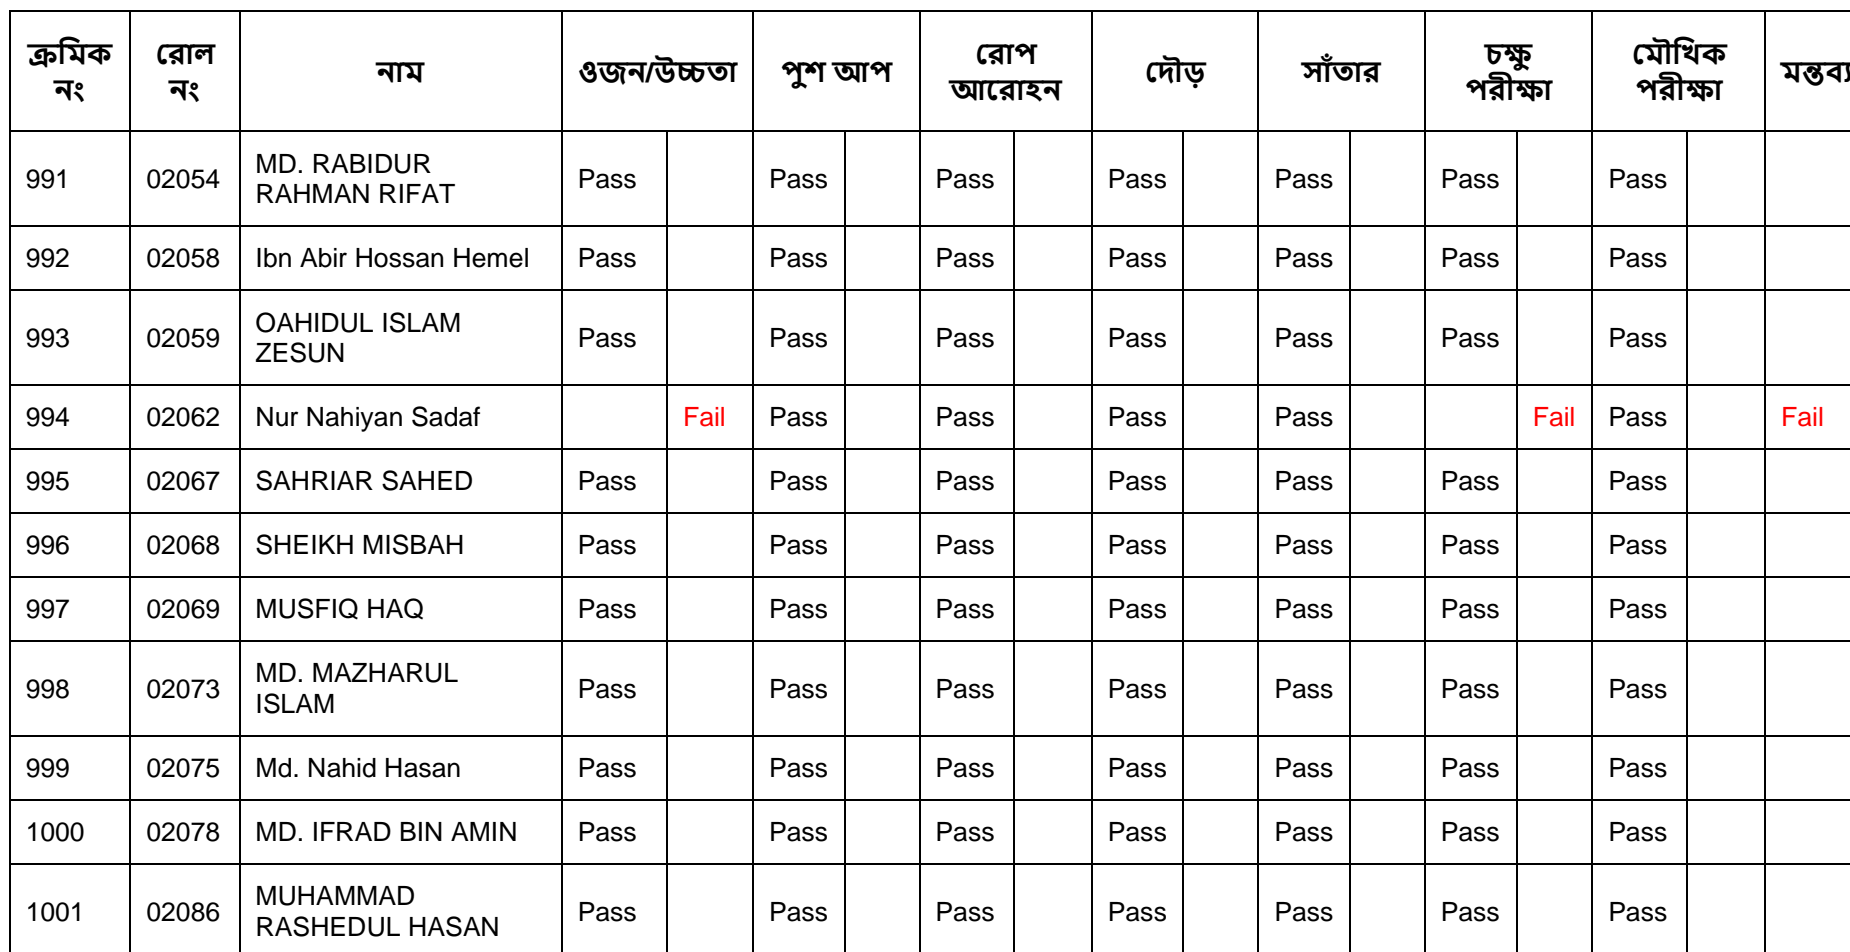 ক্রমিক নং রোল নং নাম ওজন/উচ্চতা পুশ আপ রোপ আরোহন দৌড় সাঁতার চক্ষু পরীক্ষা মৌখিক পরীক্ষা মন্তব্য
991 02054 MD. RABIDUR RAHMAN RIFAT Pass Pass Pass Pass Pass Pass Pass
992 02058 Ibn Abir Hossan Hemel Pass Pass Pass Pass Pass Pass Pass
993 02059 OAHIDUL ISLAM ZESUN Pass Pass Pass Pass Pass Pass Pass
994 02062 Nur Nahiyan Sadaf Fail Pass Pass Pass Pass Fail Pass Fail
995 02067 SAHRIAR SAHED Pass Pass Pass Pass Pass Pass Pass
996 02068 SHEIKH MISBAH Pass Pass Pass Pass Pass Pass Pass
997 02069 MUSFIQ HAQ Pass Pass Pass Pass Pass Pass Pass
998 02073 MD. MAZHARUL ISLAM Pass Pass Pass Pass Pass Pass Pass
999 02075 Md. Nahid Hasan Pass Pass Pass Pass Pass Pass Pass
1000 02078 MD. IFRAD BIN AMIN Pass Pass Pass Pass Pass Pass Pass
1001 02086 MUHAMMAD RASHEDUL HASAN Pass Pass Pass Pass Pass Pass Pass